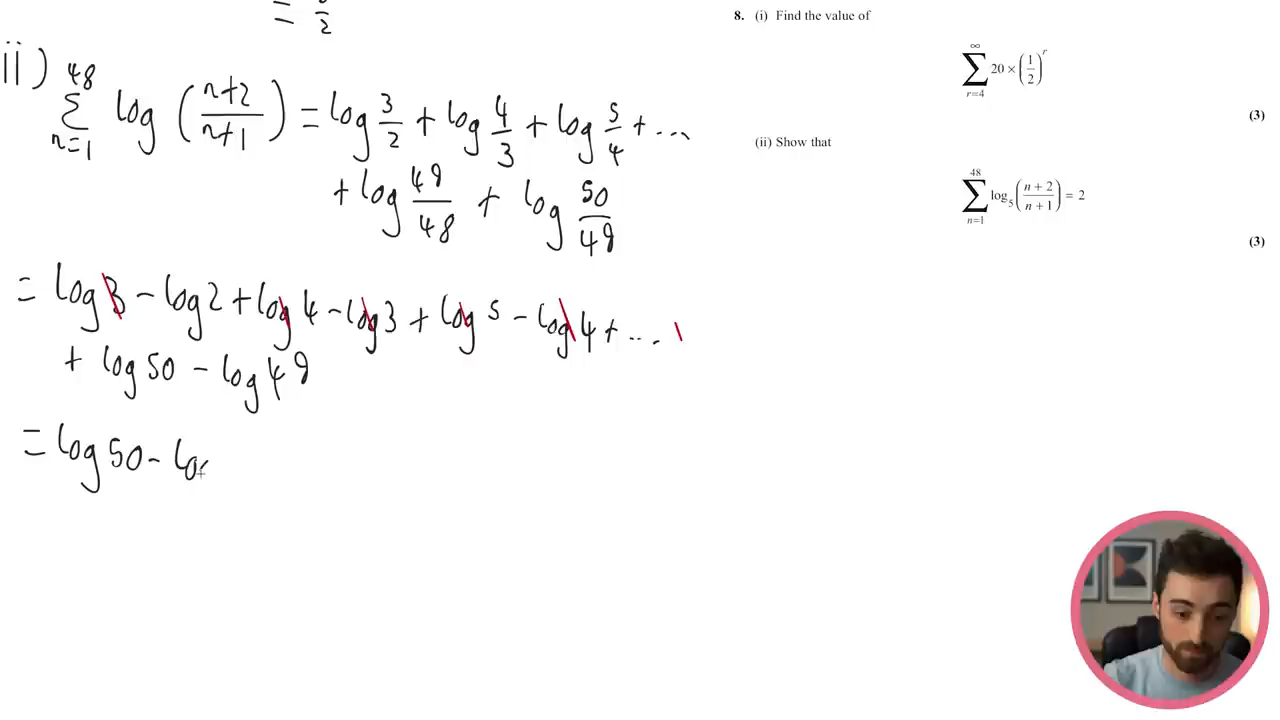 = 5/2
ii) 48 Σ n=1 log (n+2/n+1) = log 3/2 + log 4/3 + log 5/4 + ...
+ log 49/48 + log 50/49
= log 3 - log 2 + log 4 - log 3 + log 5 - log 4 + ...
+ log 50 - log 49
= log 50 - lo
8. (i) Find the value of
∞ Σ r=4 20 × (1/2)^r
(3)
(ii) Show that
48 Σ n=1 log₅ (n + 2/n + 1) = 2
(3)